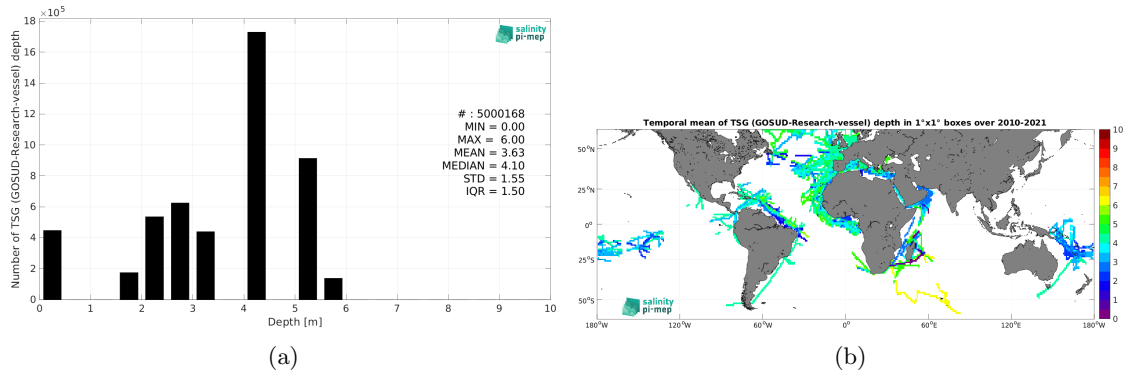 ×10⁵
18
16
14
12
10
8
6
4
2
0
Number of TSG (GOSUD-Research-vessel) depth
salinity
pi-mep
# : 5000168
MIN = 0.00
MAX = 6.00
MEAN = 3.63
MEDIAN = 4.10
STD = 1.55
IQR = 1.50
0 1 2 3 4 5 6 7 8 9 10
Depth [m]
(a)
Temporal mean of TSG (GOSUD-Research-vessel) depth in 1°x1° boxes over 2010-2021
50°N
25°N
0°
25°S
50°S
salinity
pi-mep
180°W 120°W 60°W 0° 60°E 120°E 180°W
10
9
8
7
6
5
4
3
2
1
0
(b)